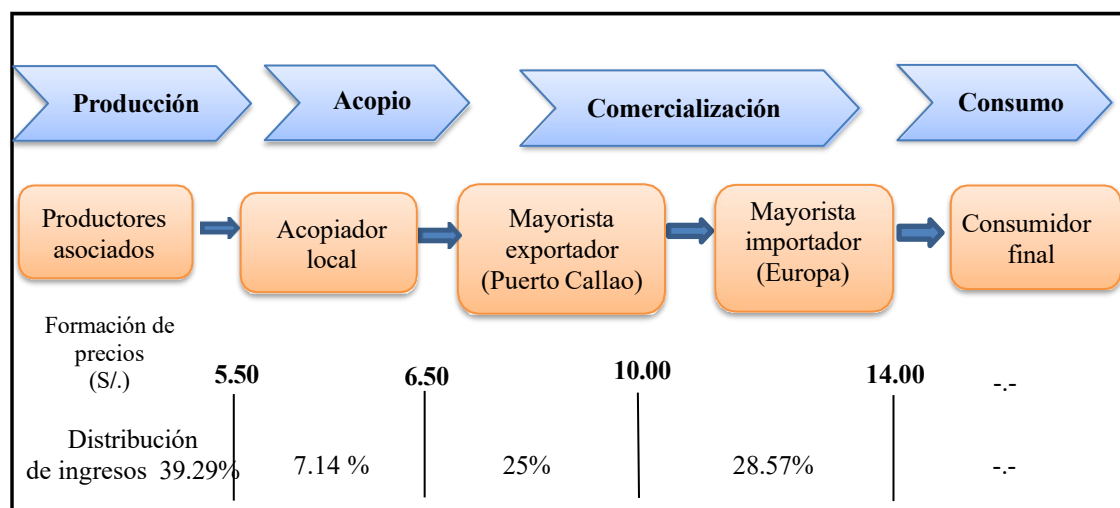 Producción
Acopio
Comercialización
Consumo
Productores
asociados
Acopiador
local
Mayorista
exportador
(Puerto Callao)
Mayorista
importador
(Europa)
Consumidor
final
Formación de
precios
(S/.)
5.50
6.50
10.00
14.00
-.-
Distribución
de ingresos 39.29%
7.14 %
25%
28.57%
-.-